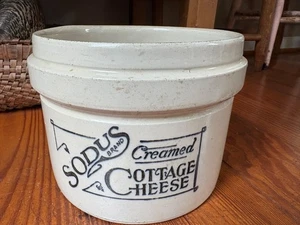 SODUS
BRAND
Creamed
COTTAGE
CHEESE